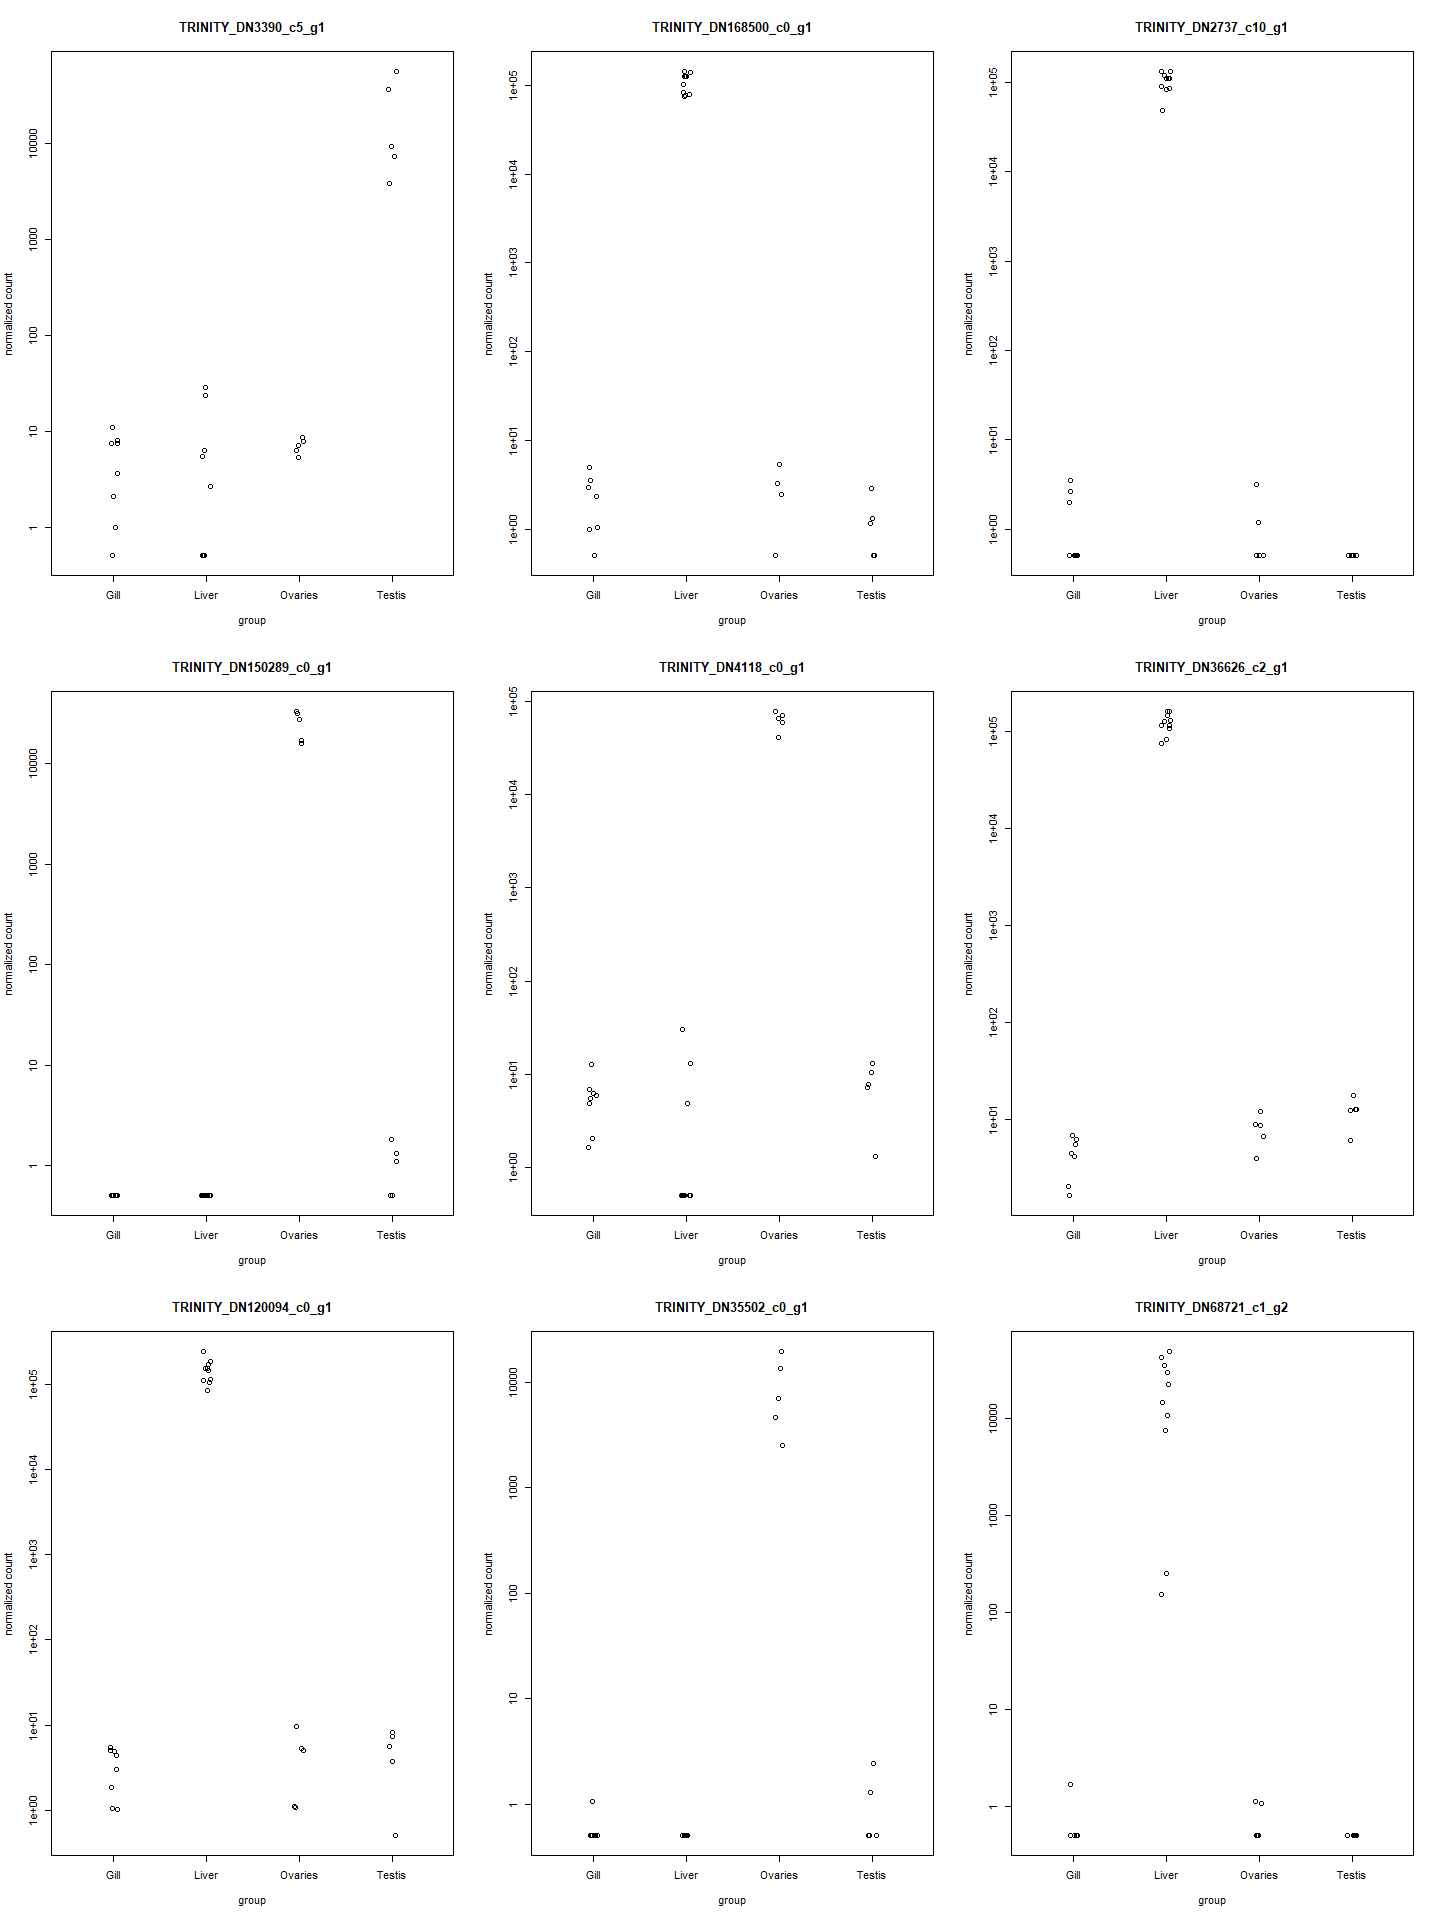 TRINITY_DN3390_c5_g1
normalized count
10000
1000
100
10
1
Gill Liver Ovaries Testis
group
TRINITY_DN168500_c0_g1
normalized count
1e+05
1e+04
1e+03
1e+02
1e+01
1e+00
Gill Liver Ovaries Testis
group
TRINITY_DN2737_c10_g1
normalized count
1e+05
1e+04
1e+03
1e+02
1e+01
1e+00
Gill Liver Ovaries Testis
group
TRINITY_DN150289_c0_g1
normalized count
10000
1000
100
10
1
Gill Liver Ovaries Testis
group
TRINITY_DN4118_c0_g1
normalized count
1e+05
1e+04
1e+03
1e+02
1e+01
1e+00
Gill Liver Ovaries Testis
group
TRINITY_DN36626_c2_g1
normalized count
1e+05
1e+04
1e+03
1e+02
1e+01
Gill Liver Ovaries Testis
group
TRINITY_DN120094_c0_g1
normalized count
1e+05
1e+04
1e+03
1e+02
1e+01
1e+00
Gill Liver Ovaries Testis
group
TRINITY_DN35502_c0_g1
normalized count
10000
1000
100
10
1
Gill Liver Ovaries Testis
group
TRINITY_DN68721_c1_g2
normalized count
10000
1000
100
10
1
Gill Liver Ovaries Testis
group